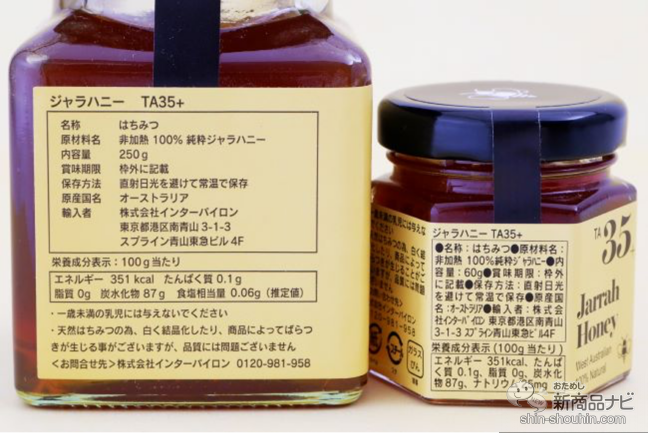 ジャラハニー　TA35+
名称　はちみつ
原材料名　非加熱 100% 純粋ジャラハニー
内容量　250g
賞味期限　枠外に記載
保存方法　直射日光を避けて常温で保存
原産国名　オーストラリア
輸入者　株式会社インターバイロン
東京都港区南青山 3-1-3
スプライン青山東急ビル 4F
栄養成分表示：100g当たり
エネルギー　351 kcal　たんぱく質 0.1g
脂質 0g　炭水化物 87g　食塩相当量 0.06g（推定値）
・一歳未満の乳児には与えないでください
・天然はちみつの為、白く結晶化したり、商品によってばらつ
きが生じる事がございますが、品質には問題ございません
＜お問合せ先＞株式会社インターバイロン　0120-981-958
ジャラハニー TA35+
●名称：はちみつ●原材料名：
非加熱 100%純粋ジャラハニー●内
容量：60g●賞味期限：枠外
に記載●保存方法：直射日光
を避けて常温で保存●原産国
名：オーストラリア●輸入者：株式会
社インターバイロン 東京都港区南青山
3-1-3 スプライン青山東急ビル4F
栄養成分表示（100g 当たり）
エネルギー 351kcal、たんぱ
く質 0.1g、脂質 0g、炭水化
物 87g、ナトリウム
TA
35+
Jarrah
Honey
West Australian
100% Natural
ガラス
びん
おためし
新商品ナビ
shin-shouhin.com